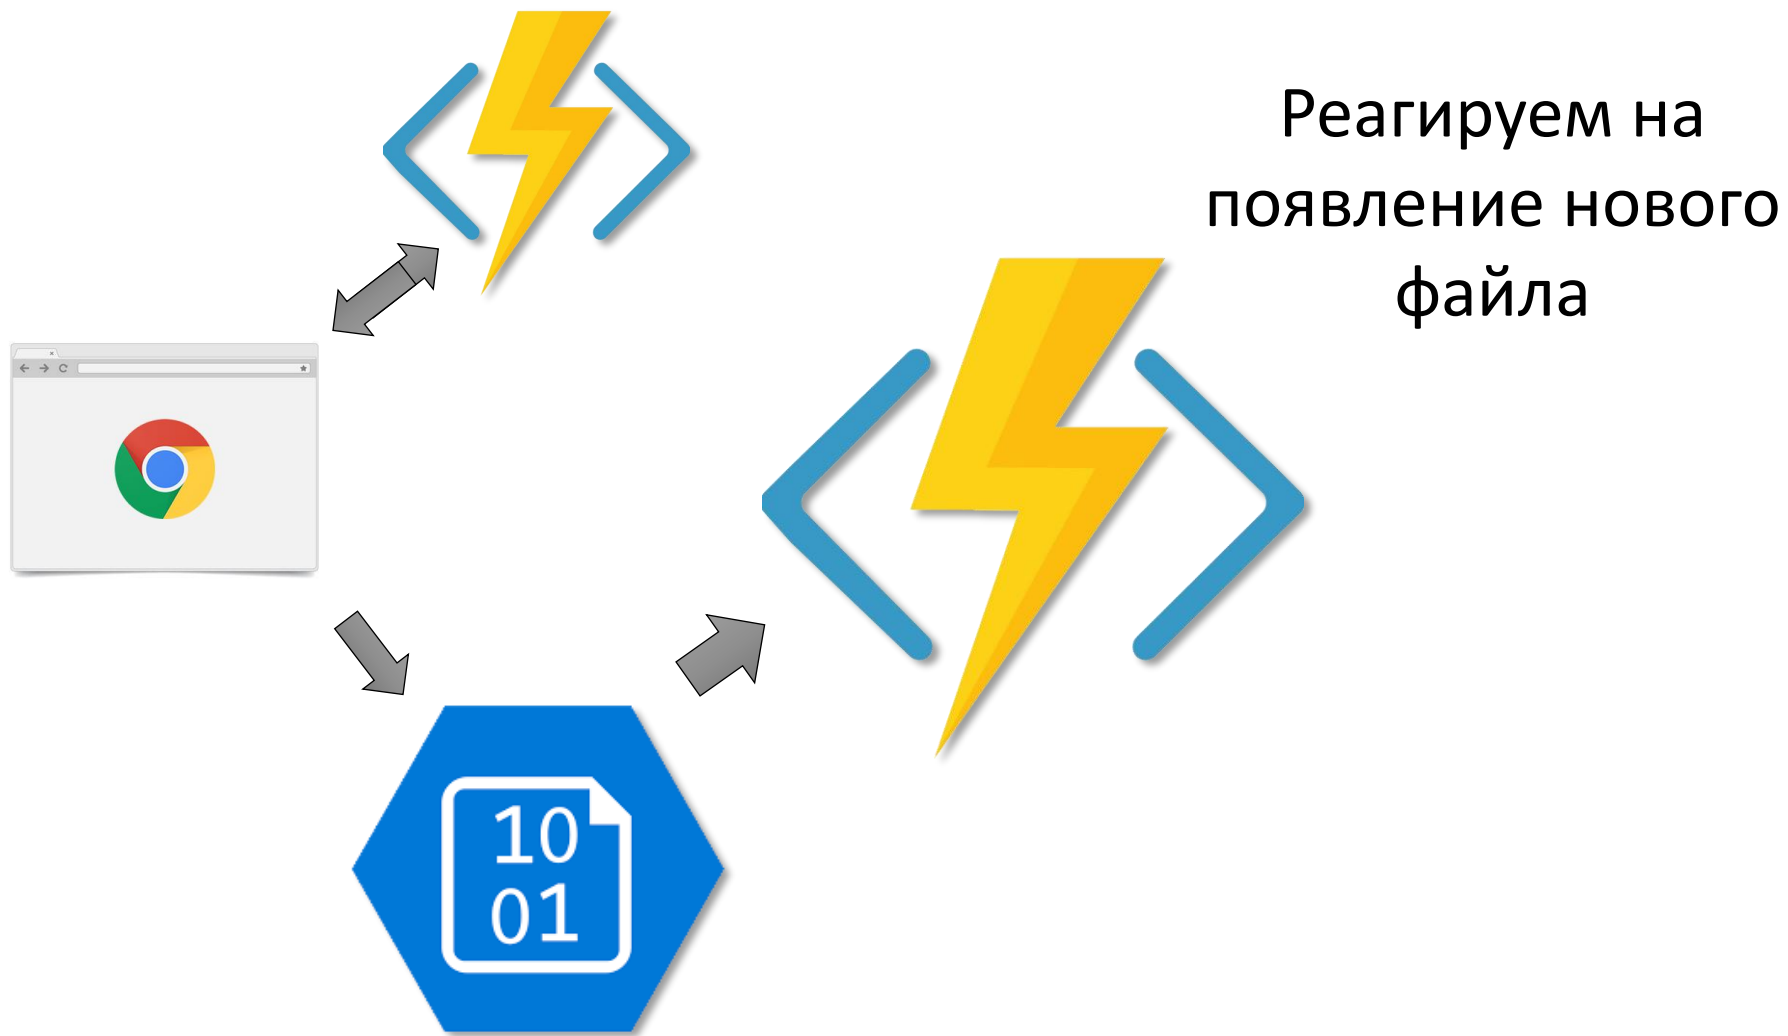 Реагируем на
появление нового
файла
10
01